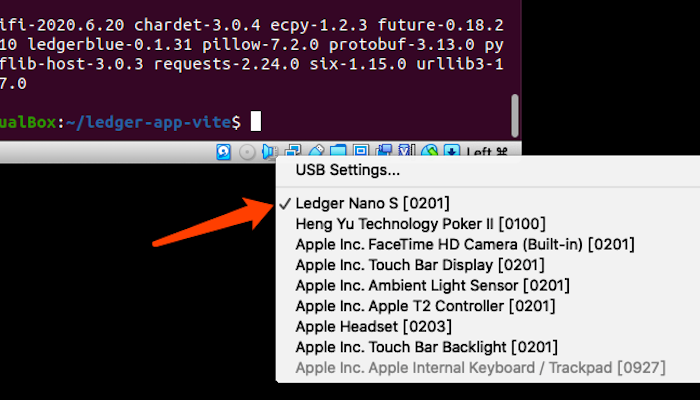 ifi-2020.6.20 chardet-3.0.4 ecpy-1.2.3 future-0.18.2
10 ledgerblue-0.1.31 pillow-7.2.0 protobuf-3.13.0 py
flib-host-3.0.3 requests-2.24.0 six-1.15.0 urllib3-1
7.0
ualBox:~/ledger-app-vite$
Left ⌘
USB Settings...
✓ Ledger Nano S [0201]
Heng Yu Technology Poker II [0100]
Apple Inc. FaceTime HD Camera (Built-in) [0201]
Apple Inc. Touch Bar Display [0201]
Apple Inc. Ambient Light Sensor [0201]
Apple Inc. Apple T2 Controller [0201]
Apple Headset [0203]
Apple Inc. Touch Bar Backlight [0201]
Apple Inc. Apple Internal Keyboard / Trackpad [0927]